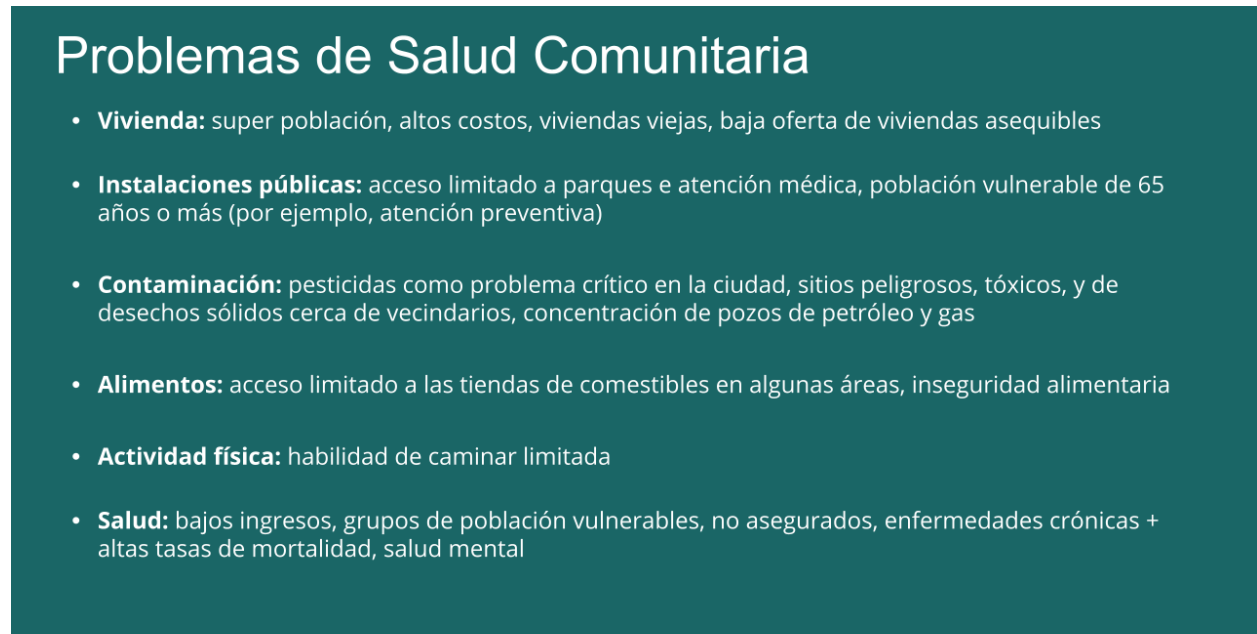 Problemas de Salud Comunitaria
• Vivienda: super población, altos costos, viviendas viejas, baja oferta de viviendas asequibles
• Instalaciones públicas: acceso limitado a parques e atención médica, población vulnerable de 65
años o más (por ejemplo, atención preventiva)
• Contaminación: pesticidas como problema crítico en la ciudad, sitios peligrosos, tóxicos, y de
desechos sólidos cerca de vecindarios, concentración de pozos de petróleo y gas
• Alimentos: acceso limitado a las tiendas de comestibles en algunas áreas, inseguridad alimentaria
• Actividad física: habilidad de caminar limitada
• Salud: bajos ingresos, grupos de población vulnerables, no asegurados, enfermedades crónicas +
altas tasas de mortalidad, salud mental